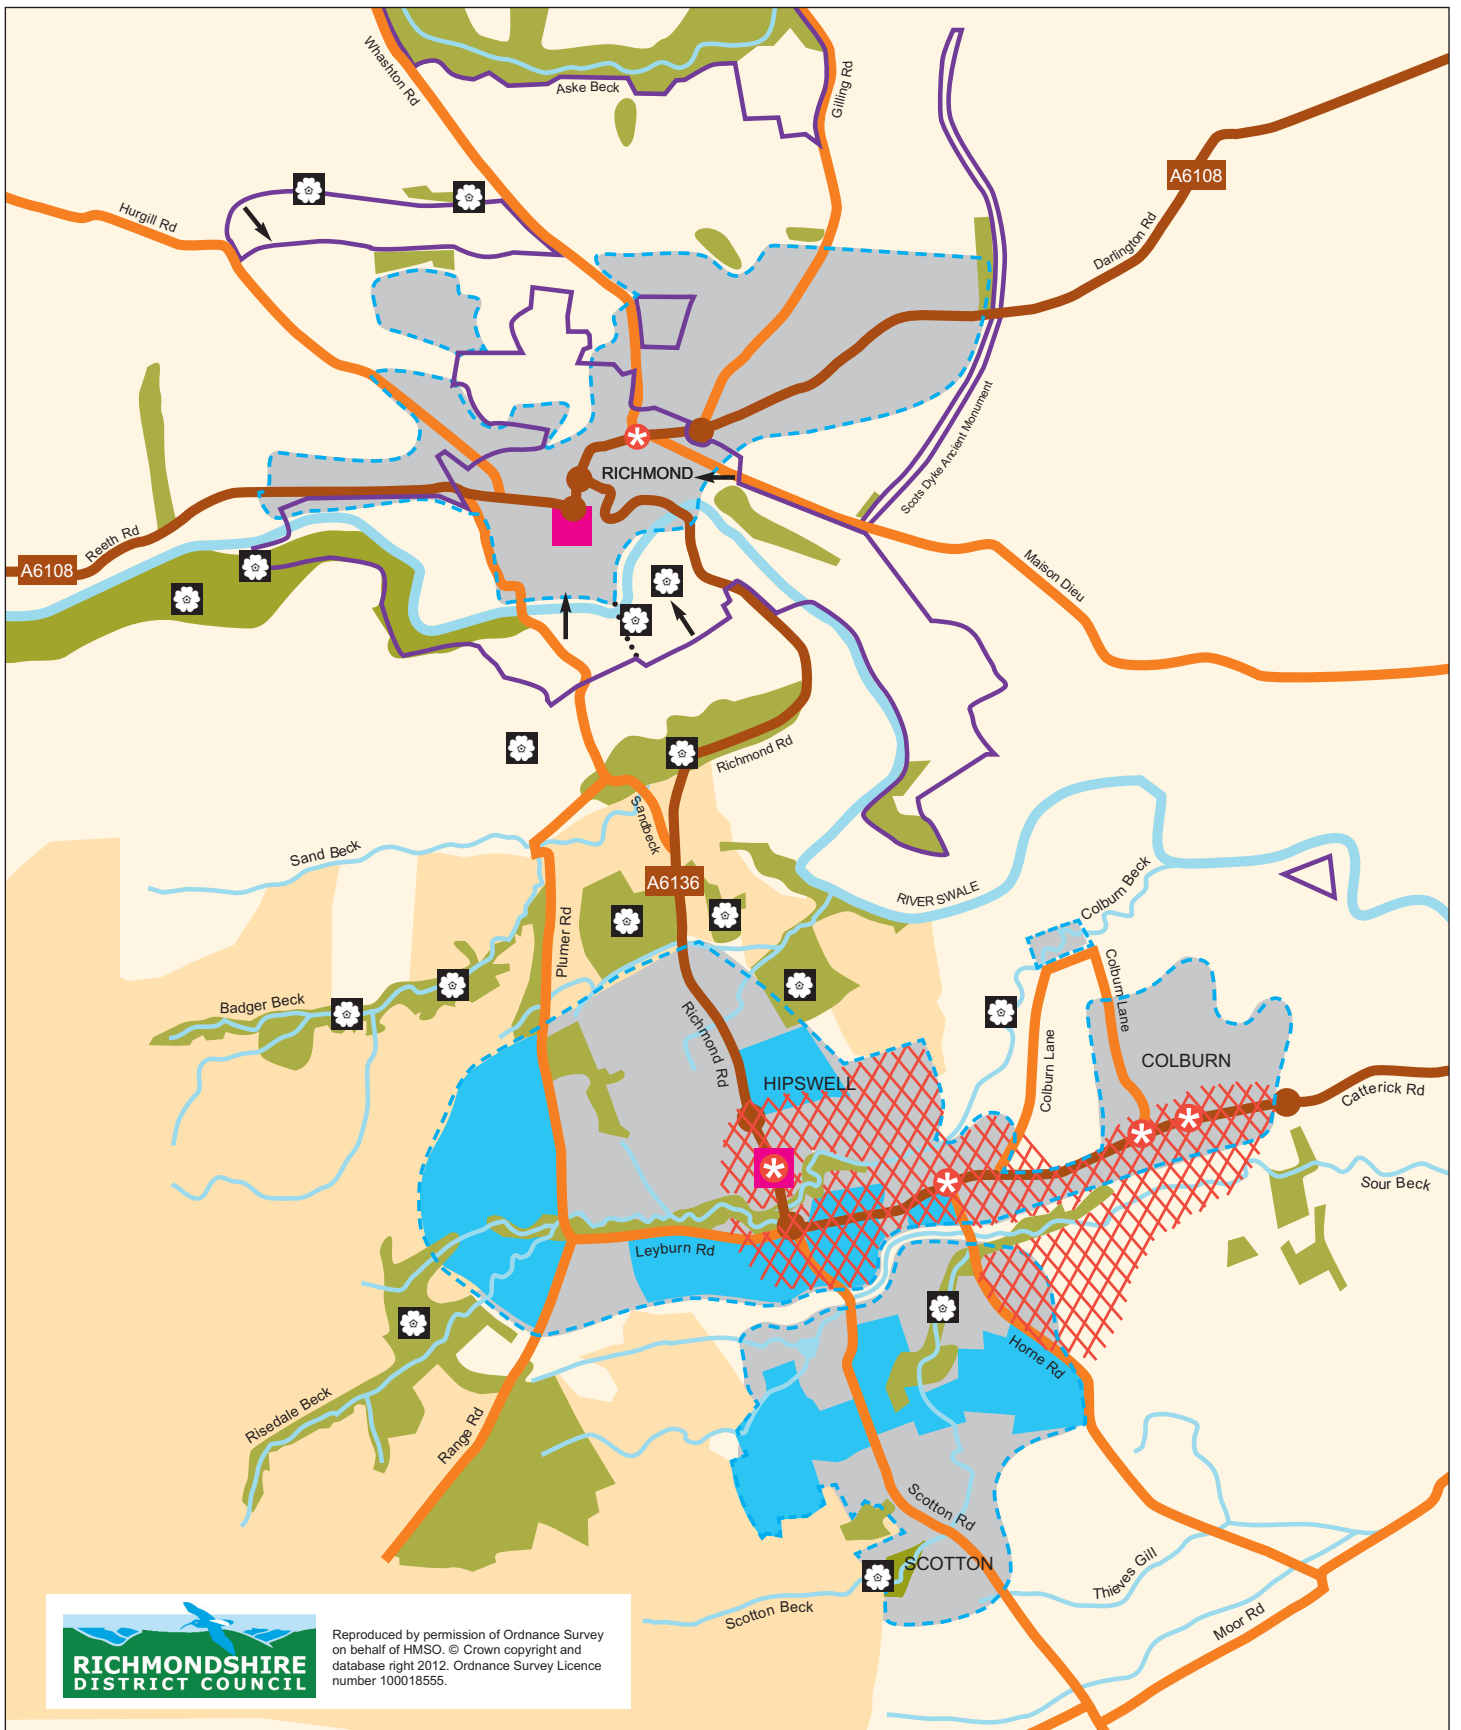 Whashton Rd
Aske Beck
Gilling Rd
A6108
Hurgill Rd
Darlington Rd
Scots Dyke Ancient Monument
RICHMOND
Reeth Rd
A6108
Maison Dieu
Richmond Rd
Sandbeck
Sand Beck
A6136
RIVER SWALE
Colburn Beck
Plumer Rd
Badger Beck
Richmond Rd
Colburn Lane
Colburn Lane
COLBURN
HIPSWELL
Catterick Rd
Sour Beck
Leyburn Rd
Horne Rd
Risedale Beck
Range Rd
Scotton Rd
SCOTTON
Thieves Gill
Scotton Beck
Moor Rd
RICHMONDSHIRE
DISTRICT COUNCIL
Reproduced by permission of Ordnance Survey
on behalf of HMSO. © Crown copyright and
database right 2012. Ordnance Survey Licence
number 100018555.